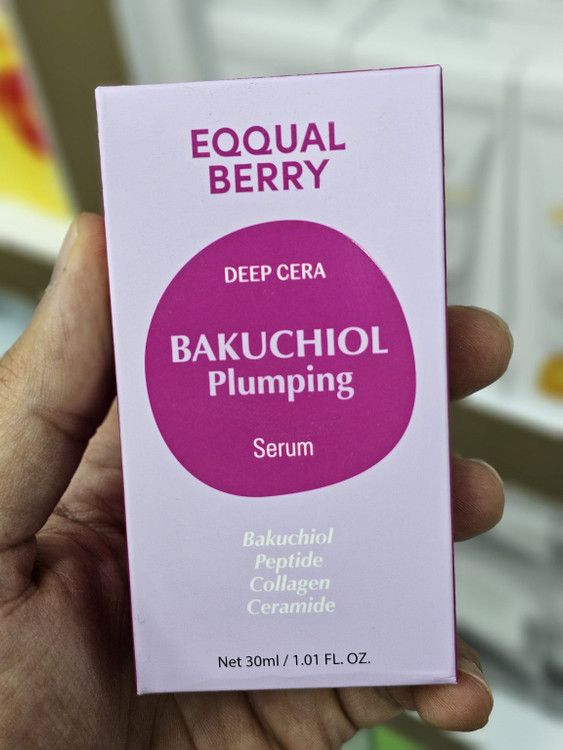 EQQUAL
BERRY
DEEP CERA
BAKUCHIOL
Plumping
Serum
Bakuchiol
Peptide
Collagen
Ceramide
Net 30ml / 1.01 FL. OZ.